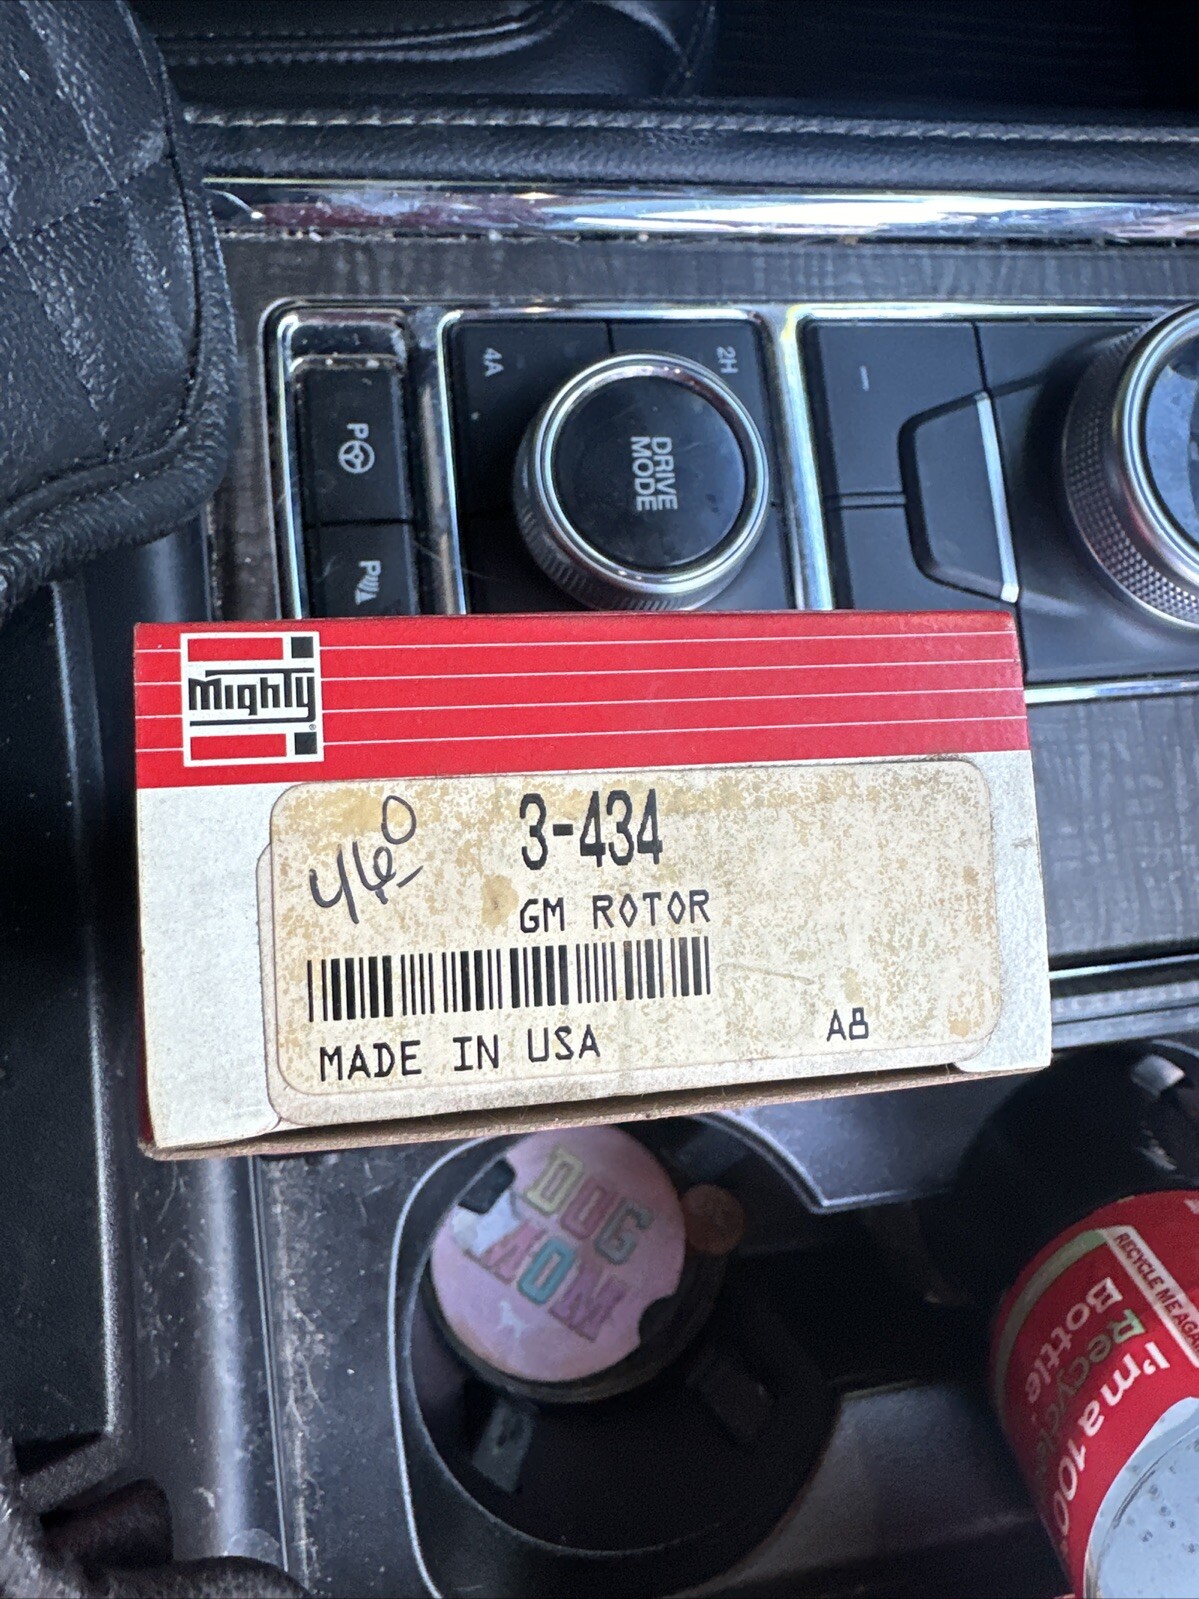 P
P
4A
2H
DRIVE
MODE
Mighty®
460
3-434
GM ROTOR
MADE IN USA
A8
DOG
MOM
RECYCLE ME AGAIN
I'm a 100
Recycled
Bottle